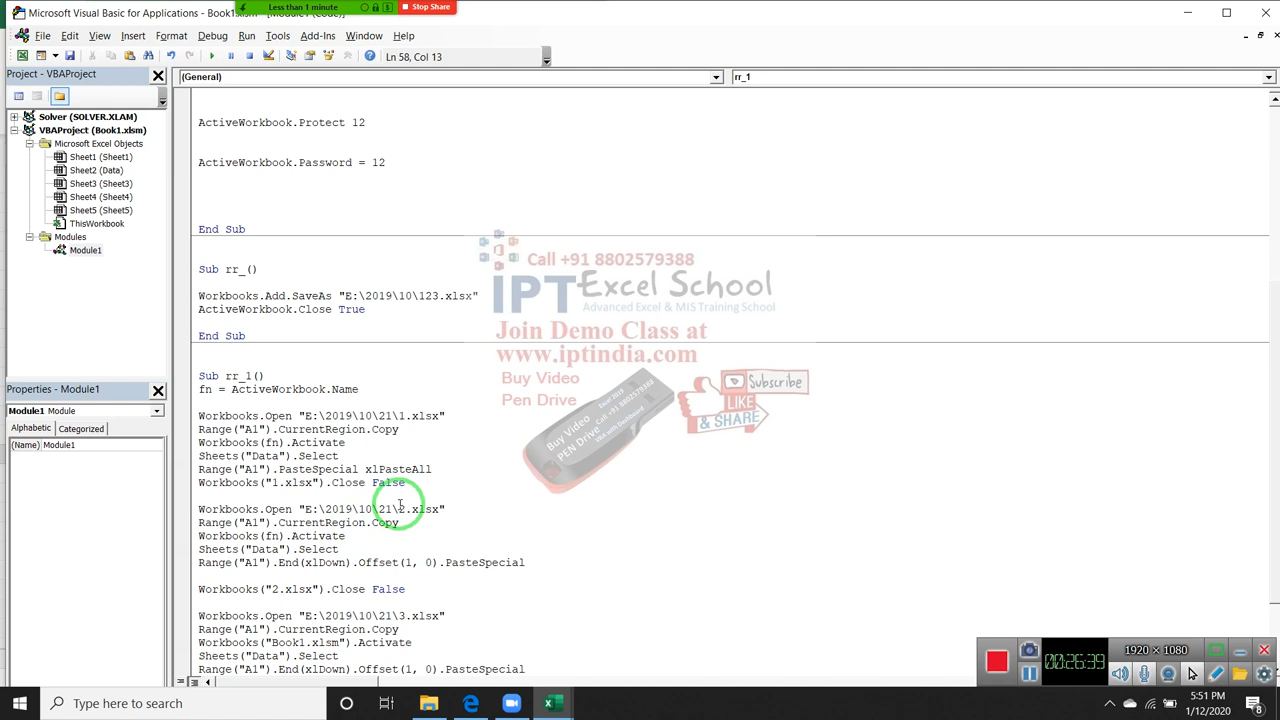 Microsoft Visual Basic for Applications - Book1.xlsm - [Module1 (Code)]
Less than 1 minute
Stop Share
File Edit View Insert Format Debug Run Tools Add-Ins Window Help
Ln 58, Col 13
Project - VBAProject
(General)
rr_1
Solver (SOLVER.XLAM)
VBAProject (Book1.xlsm)
Microsoft Excel Objects
Sheet1 (Sheet1)
Sheet2 (Data)
Sheet3 (Sheet3)
Sheet4 (Sheet4)
Sheet5 (Sheet5)
ThisWorkbook
Modules
Module1
Properties - Module1
Module1 Module
Alphabetic Categorized
(Name) Module1
ActiveWorkbook.Protect 12
ActiveWorkbook.Password = 12
End Sub
Sub rr_()
Workbooks.Add.SaveAs "E:\2019\10\123.xlsx"
ActiveWorkbook.Close True
End Sub
Sub rr_1()
fn = ActiveWorkbook.Name
Workbooks.Open "E:\2019\10\21\1.xlsx"
Range("A1").CurrentRegion.Copy
Workbooks(fn).Activate
Sheets("Data").Select
Range("A1").PasteSpecial xlPasteAll
Workbooks("1.xlsx").Close False
Workbooks.Open "E:\2019\10\21\2.xlsx"
Range("A1").CurrentRegion.Copy
Workbooks(fn).Activate
Sheets("Data").Select
Range("A1").End(xlDown).Offset(1, 0).PasteSpecial
Workbooks("2.xlsx").Close False
Workbooks.Open "E:\2019\10\21\3.xlsx"
Range("A1").CurrentRegion.Copy
Workbooks("Book1.xlsm").Activate
Sheets("Data").Select
Range("A1").End(xlDown).Offset(1, 0).PasteSpecial
Call +91 8802579388
IPT Excel School
Advanced Excel & MIS Training School
Join Demo Class at
www.iptindia.com
Buy Video
Pen Drive
Subscribe
LIKE
& SHARE
1920 × 1080
00:26:39
Type here to search
5:51 PM
1/12/2020
8